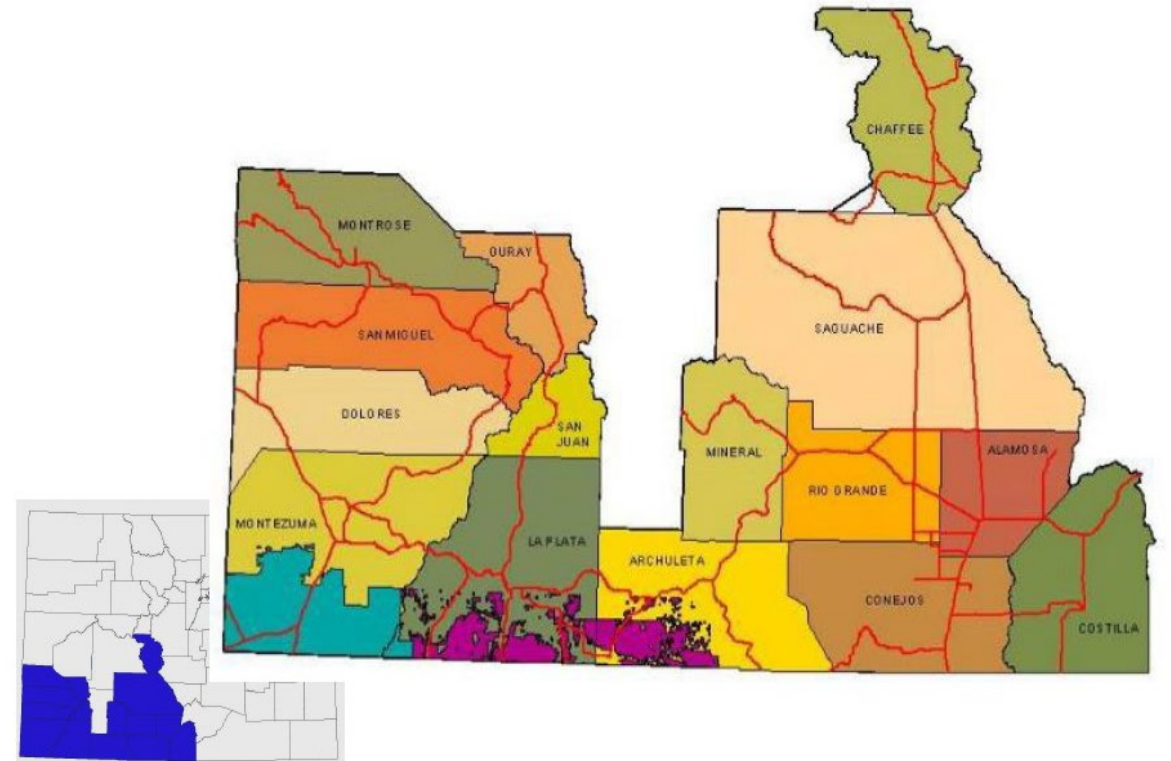 CHAFFEE
MONTROSE
OURAY
SAN MIGUEL
SAGUACHE
DOLORES
SAN
JUAN
MINERAL
ALAMOSA
RIO GRANDE
MONTEZUMA
LA PLATA
ARCHULETA
CONEJOS
COSTILLA